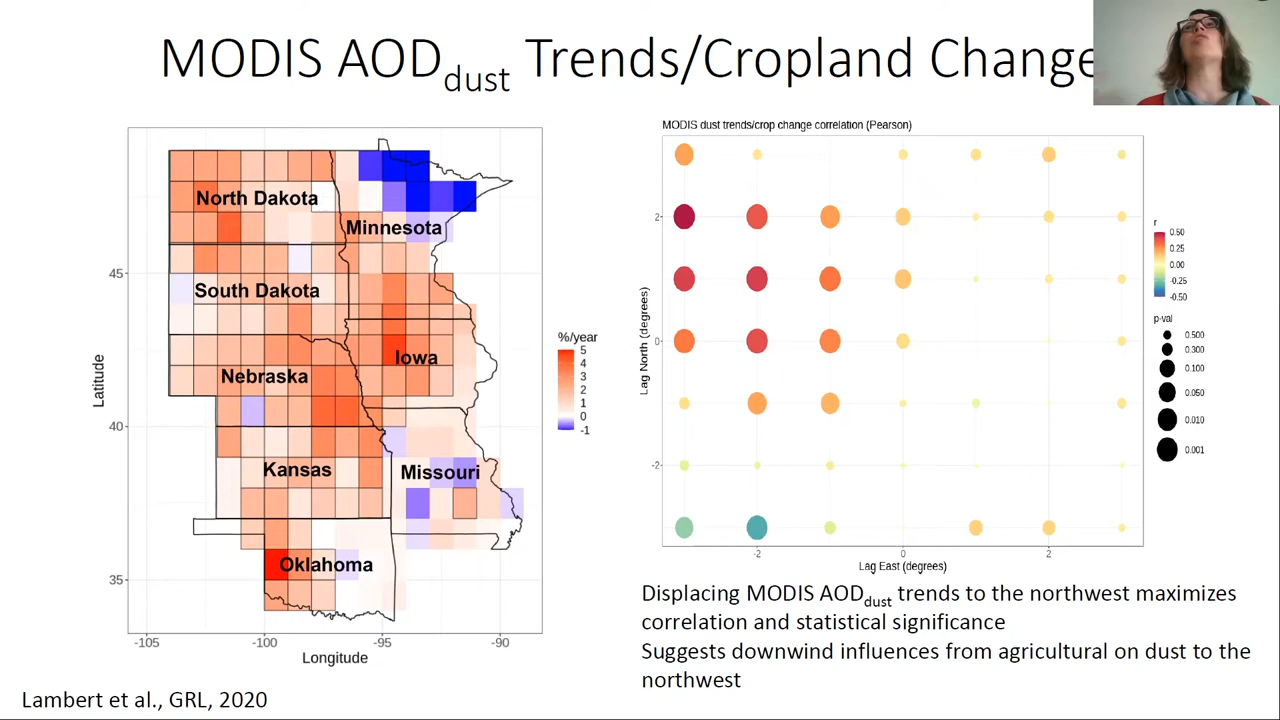 MODIS AODdust Trends/Cropland Change
MODIS dust trends/crop change correlation (Pearson)
North Dakota
Minnesota
South Dakota
Iowa
Nebraska
Kansas
Missouri
Oklahoma
45
40
35
Latitude
-105
-100
-95
-90
Longitude
%/year
5
4
3
2
1
0
-1
2
0
-2
Lag North (degrees)
-2
0
2
Lag East (degrees)
r
0.50
0.25
0.00
-0.25
-0.50
p-val
0.500
0.300
0.100
0.050
0.010
0.001
Displacing MODIS AODdust trends to the northwest maximizes
correlation and statistical significance
Suggests downwind influences from agricultural on dust to the
northwest
Lambert et al., GRL, 2020